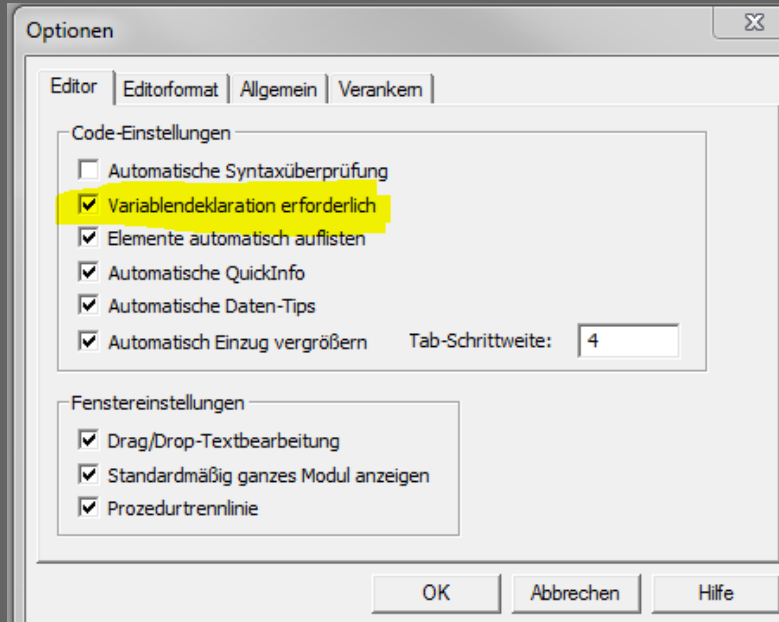 Optionen
Editor Editorformat Allgemein Verankern
Code-Einstellungen
Automatische Syntaxüberprüfung
Variablendeklaration erforderlich
Elemente automatisch auflisten
Automatische QuickInfo
Automatische Daten-Tips
Automatisch Einzug vergrößern Tab-Schrittweite: 4
Fenstereinstellungen
Drag/Drop-Textbearbeitung
Standardmäßig ganzes Modul anzeigen
Prozedurtrennlinie
OK Abbrechen Hilfe